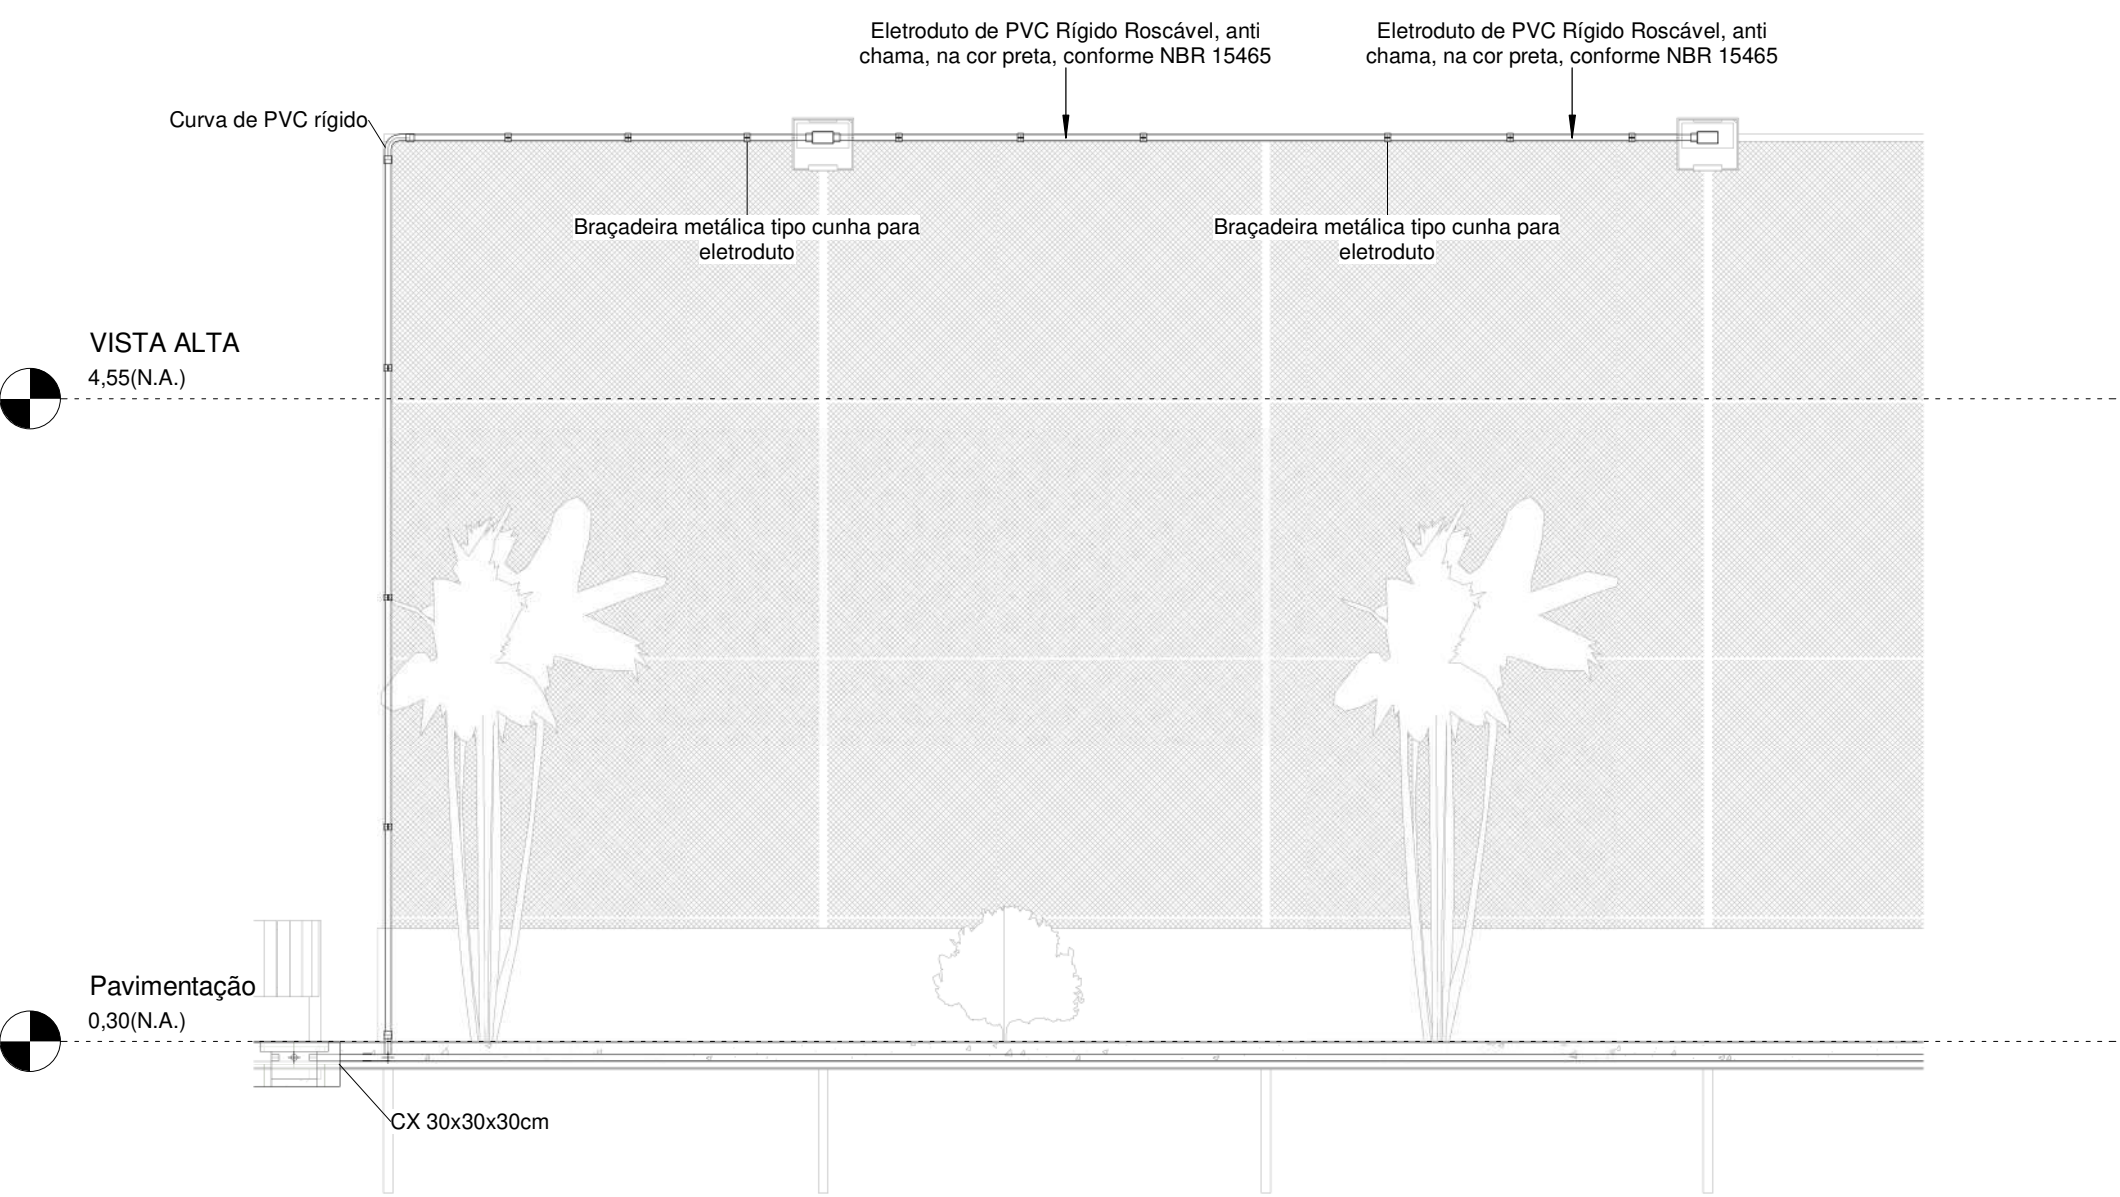 Eletroduto de PVC Rígido Roscável, anti
chama, na cor preta, conforme NBR 15465
Eletroduto de PVC Rígido Roscável, anti
chama, na cor preta, conforme NBR 15465
Curva de PVC rígido
Braçadeira metálica tipo cunha para
eletroduto
Braçadeira metálica tipo cunha para
eletroduto
VISTA ALTA
4,55(N.A.)
Pavimentação
0,30(N.A.)
CX 30x30x30cm